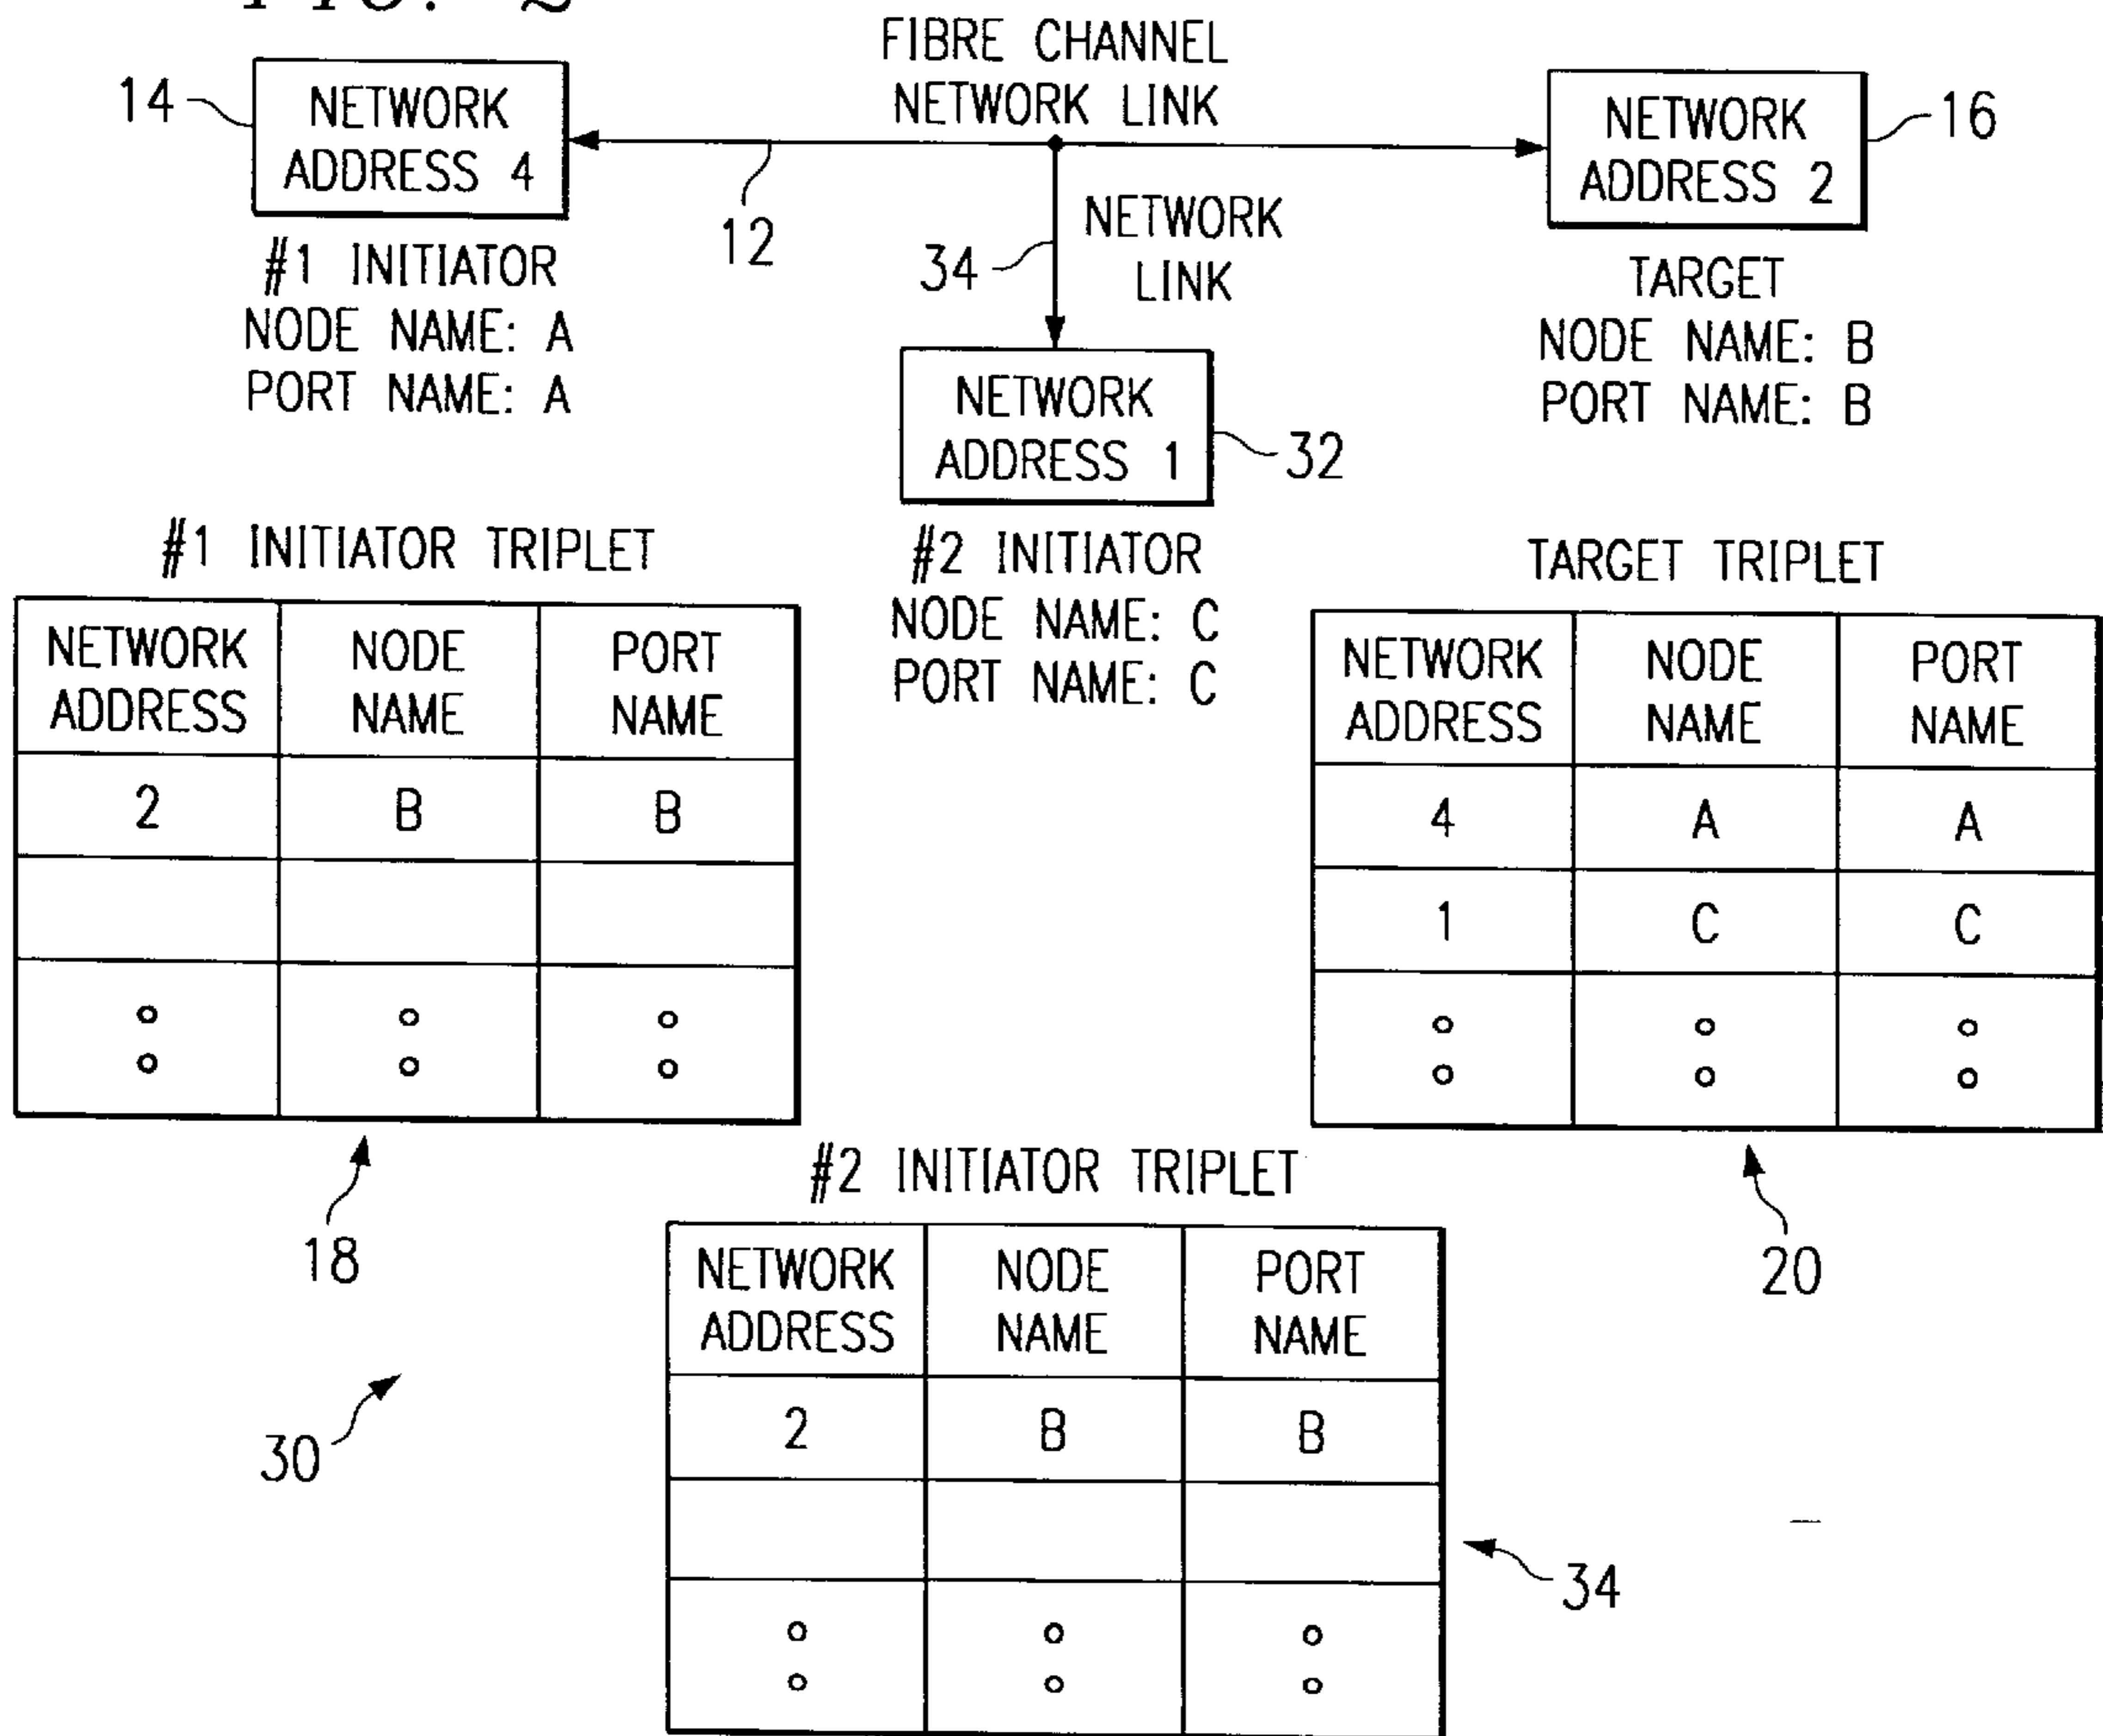 FIG. 2
FIBRE CHANNEL
NETWORK LINK
14
NETWORK
ADDRESS 4
NETWORK
ADDRESS 2
16
12
34
NETWORK
LINK
#1 INITIATOR
NODE NAME: A
PORT NAME: A
TARGET
NODE NAME: B
PORT NAME: B
NETWORK
ADDRESS 1
32
#2 INITIATOR
NODE NAME: C
PORT NAME: C
#1 INITIATOR TRIPLET
NETWORK ADDRESS NODE NAME PORT NAME
2 B B
18
TARGET TRIPLET
NETWORK ADDRESS NODE NAME PORT NAME
4 A A
1 C C
20
#2 INITIATOR TRIPLET
NETWORK ADDRESS NODE NAME PORT NAME
2 B B
30
34